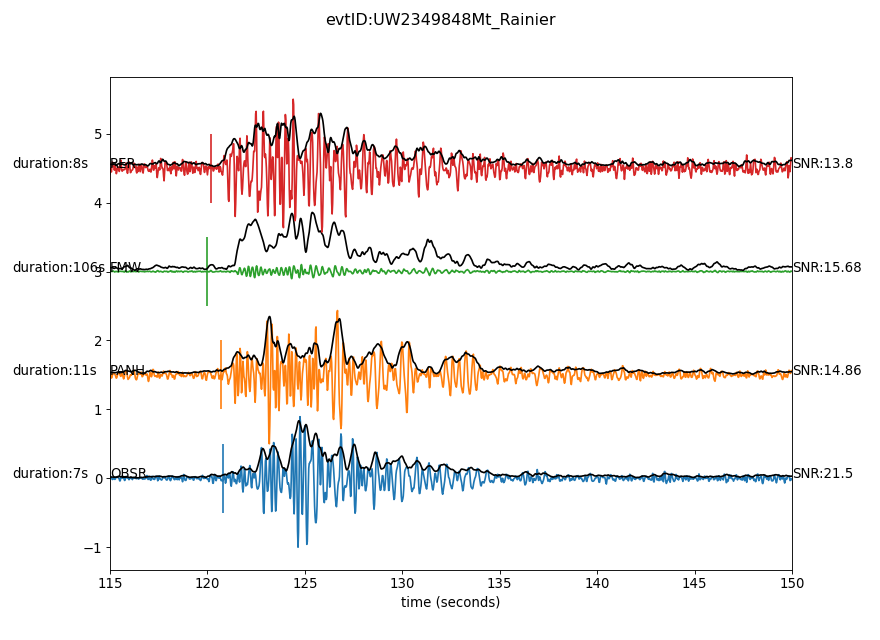 evtID:UW2349848Mt_Rainier
5
duration:8s RER SNR:13.8
4
duration:106s EMW SNR:15.68
3
2
duration:11s PANH SNR:14.86
1
duration:7s OBSR SNR:21.5
0
−1
115 120 125 130 135 140 145 150
time (seconds)